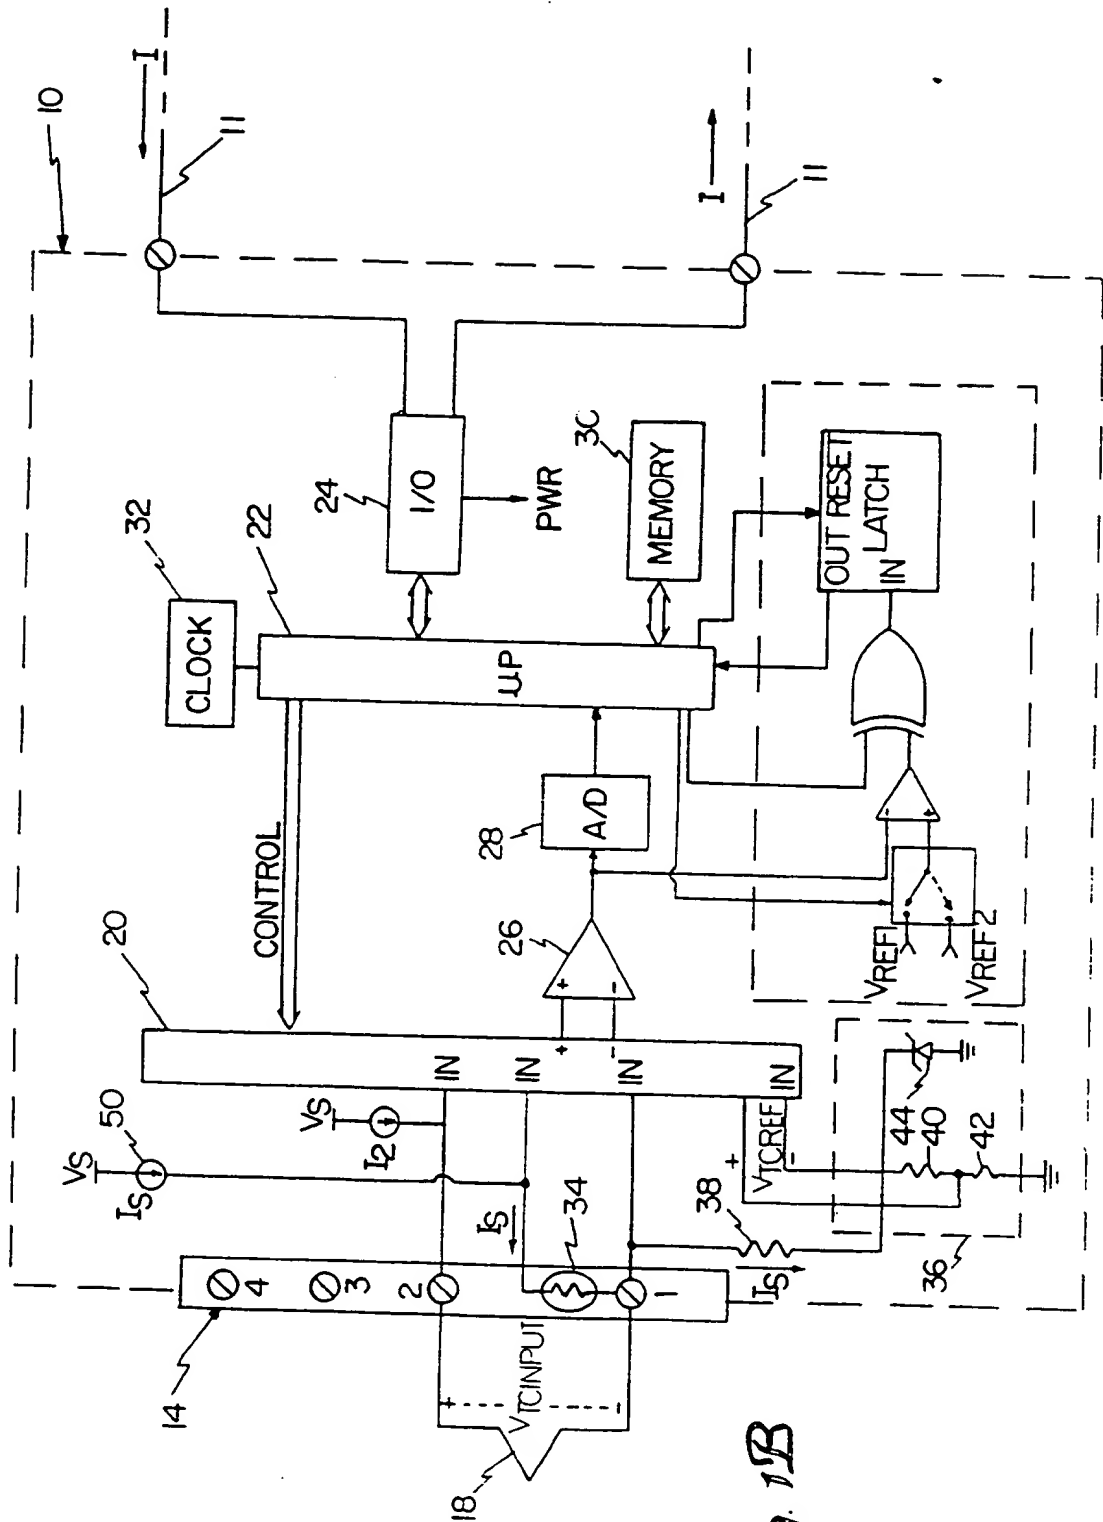 10
I
11
I
11
24
I/O
PWR
30
MEMORY
32
CLOCK
22
µP
OUT RESET
LATCH
IN
CONTROL
28
A/D
26
+
-
-
+
VREF1
VREF2
20
IN
IN
IN
IN
+
-
VTCREF
+
-
44
40
42
36
38
VS
50
IS
VS
I2
IS
34
IS
14
4
3
2
1
VTCINPUT
+
-
18
1B